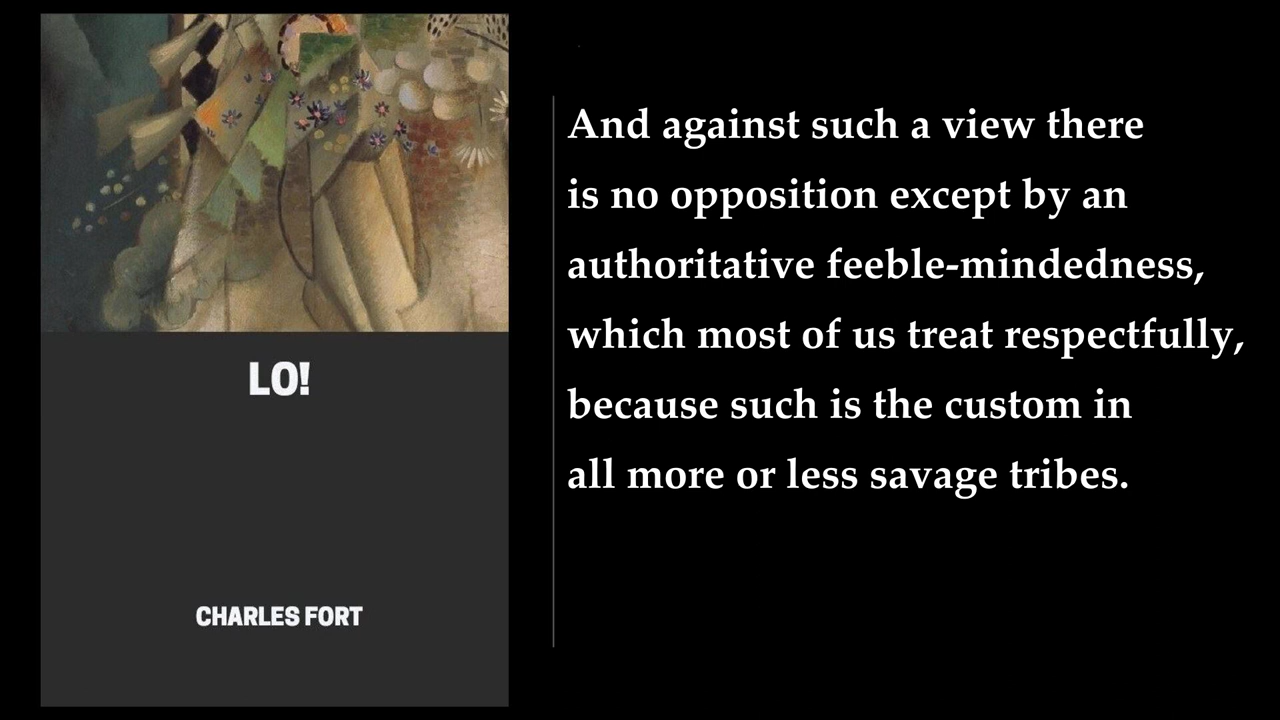 LO!
CHARLES FORT
And against such a view there
is no opposition except by an
authoritative feeble-mindedness,
which most of us treat respectfully,
because such is the custom in
all more or less savage tribes.